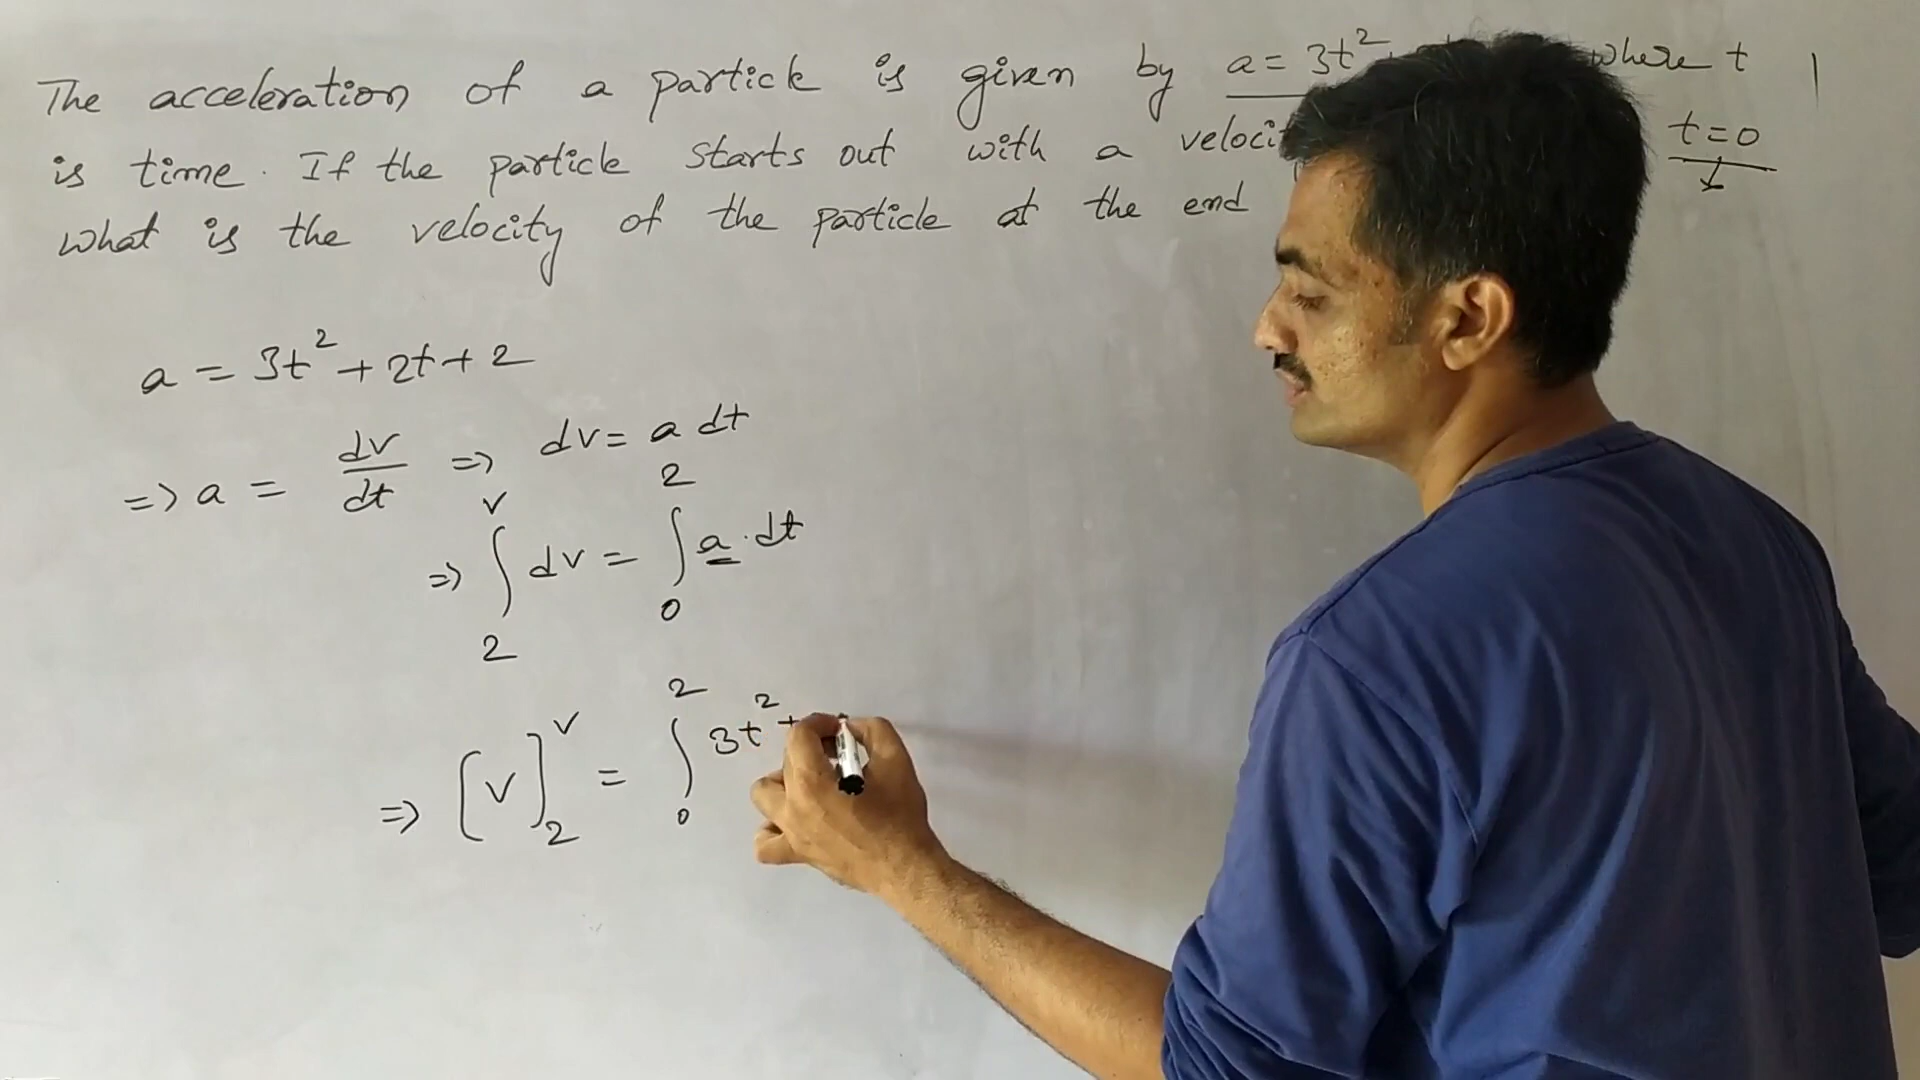 The acceleration of a particle is given by a = 3t² where t
is time. If the particle starts out with a veloci t=0
what is the velocity of the particle at the end
a = 3t² + 2t + 2
=> a = dv/dt => dv = a dt
=> ∫₂ᵛ dv = ∫₀² a · dt
=> [v]₂ᵛ = ∫₀² 3t² +